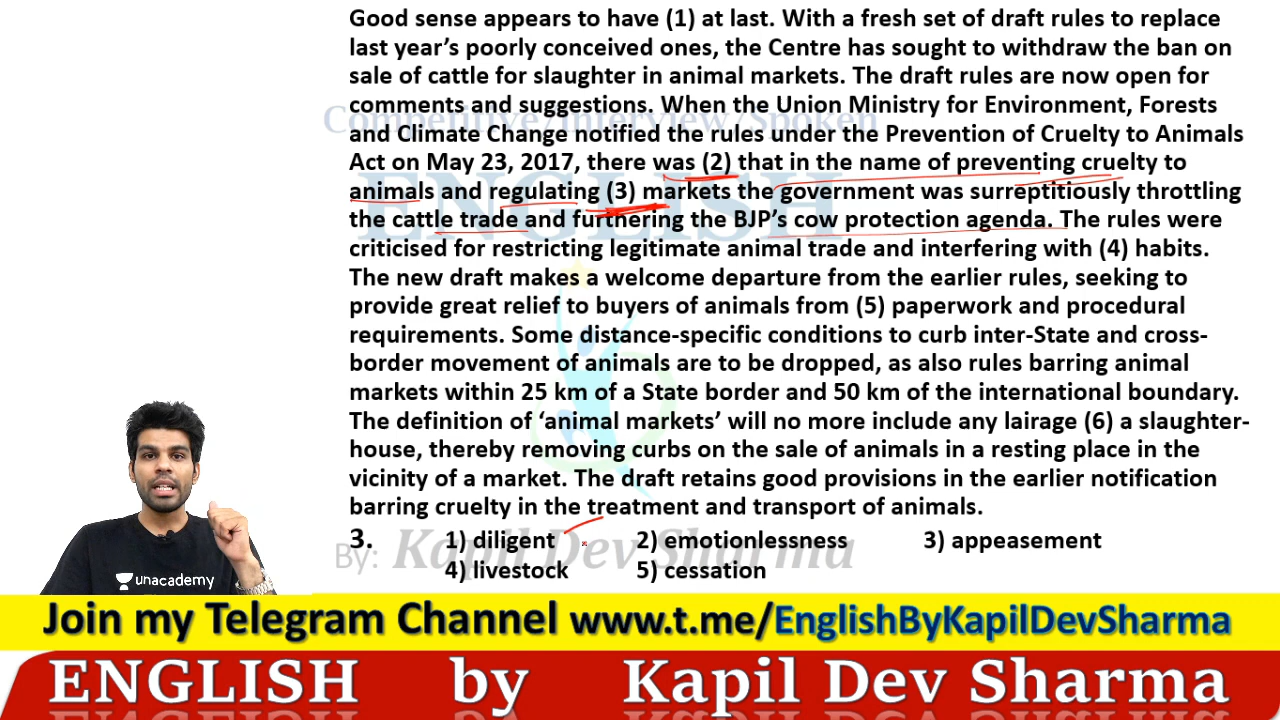 Good sense appears to have (1) at last. With a fresh set of draft rules to replace
last year's poorly conceived ones, the Centre has sought to withdraw the ban on
sale of cattle for slaughter in animal markets. The draft rules are now open for
comments and suggestions. When the Union Ministry for Environment, Forests
Competitive/Interview/Spoken
and Climate Change notified the rules under the Prevention of Cruelty to Animals
Act on May 23, 2017, there was (2) that in the name of preventing cruelty to
animals and regulating (3) markets the government was surreptitiously throttling
the cattle trade and furthering the BJP's cow protection agenda. The rules were
ENGLISH
criticised for restricting legitimate animal trade and interfering with (4) habits.
The new draft makes a welcome departure from the earlier rules, seeking to
provide great relief to buyers of animals from (5) paperwork and procedural
requirements. Some distance-specific conditions to curb inter-State and cross-
border movement of animals are to be dropped, as also rules barring animal
markets within 25 km of a State border and 50 km of the international boundary.
The definition of 'animal markets' will no more include any lairage (6) a slaughter-
house, thereby removing curbs on the sale of animals in a resting place in the
vicinity of a market. The draft retains good provisions in the earlier notification
barring cruelty in the treatment and transport of animals.
3. 1) diligent 2) emotionlessness 3) appeasement
By: Kapil Dev Sharma
4) livestock 5) cessation
unacademy
Join my Telegram Channel www.t.me/EnglishByKapilDevSharma
ENGLISH by Kapil Dev Sharma